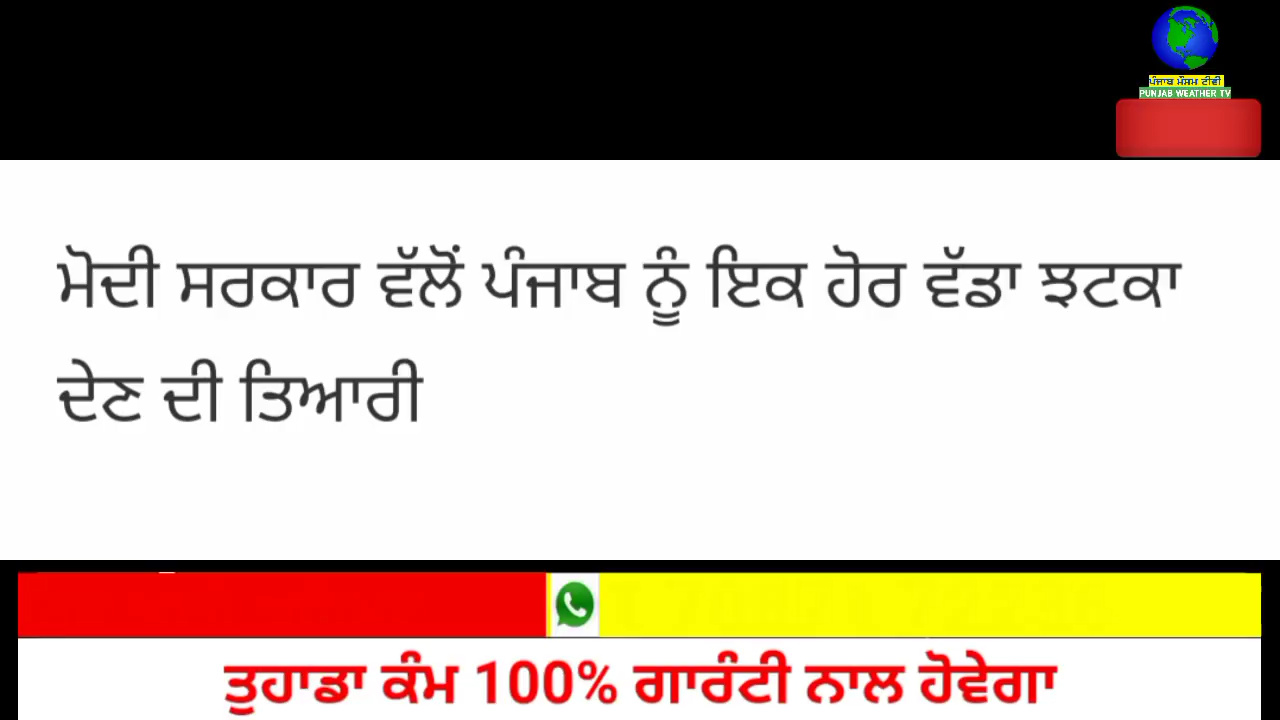 ਪੰਜਾਬ ਮੌਸਮ ਟੀਵੀ
PUNJAB WEATHER TV
ਮੋਦੀ ਸਰਕਾਰ ਵੱਲੋਂ ਪੰਜਾਬ ਨੂੰ ਇਕ ਹੋਰ ਵੱਡਾ ਝਟਕਾ
ਦੇਣ ਦੀ ਤਿਆਰੀ
ਤੁਹਾਡਾ ਕੰਮ 100% ਗਾਰੰਟੀ ਨਾਲ ਹੋਵੇਗਾ